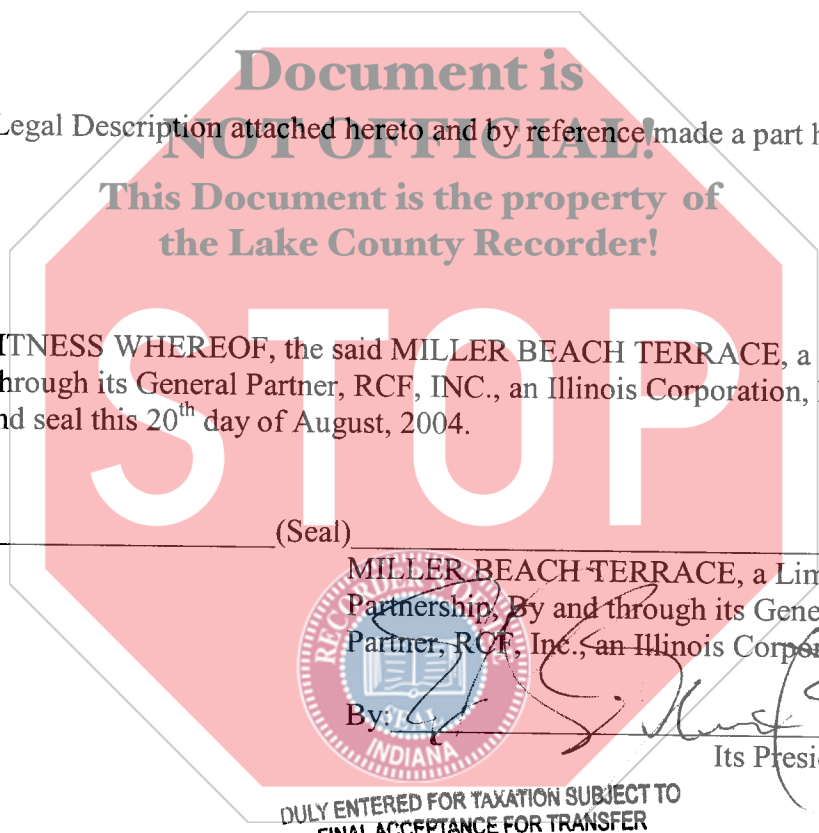 Document is
Legal Description attached hereto and by reference made a part
NOT OFFICIAL!
This Document is the property of
the Lake County Recorder!
ITNESS WHEREOF, the said MILLER BEACH TERRACE, a
hrough its General Partner, RCF, INC., an Illinois Corporation,
nd seal this 20th day of August, 2004.
STOP
(Seal)
MILLER BEACH TERRACE, a Lim
Partnership, By and through its Gene
Partner, RCF, Inc., an Illinois Corpor
RECORDER
SEAL
INDIANA
By:
Its Presi
DULY ENTERED FOR TAXATION SUBJECT TO
FINAL ACCEPTANCE FOR TRANSFER